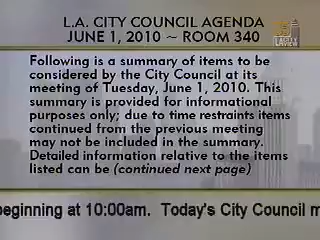 L.A. CITY COUNCIL AGENDA
JUNE 1, 2010 ~ ROOM 340
Following is a summary of items to be
considered by the City Council at its
meeting of Tuesday, June 1, 2010. This
summary is provided for informational
purposes only; due to time restraints items
continued from the previous meeting
may not be included in the summary.
Detailed information relative to the items
listed can be (continued next page)
beginning at 10:00am. Today's City Council m